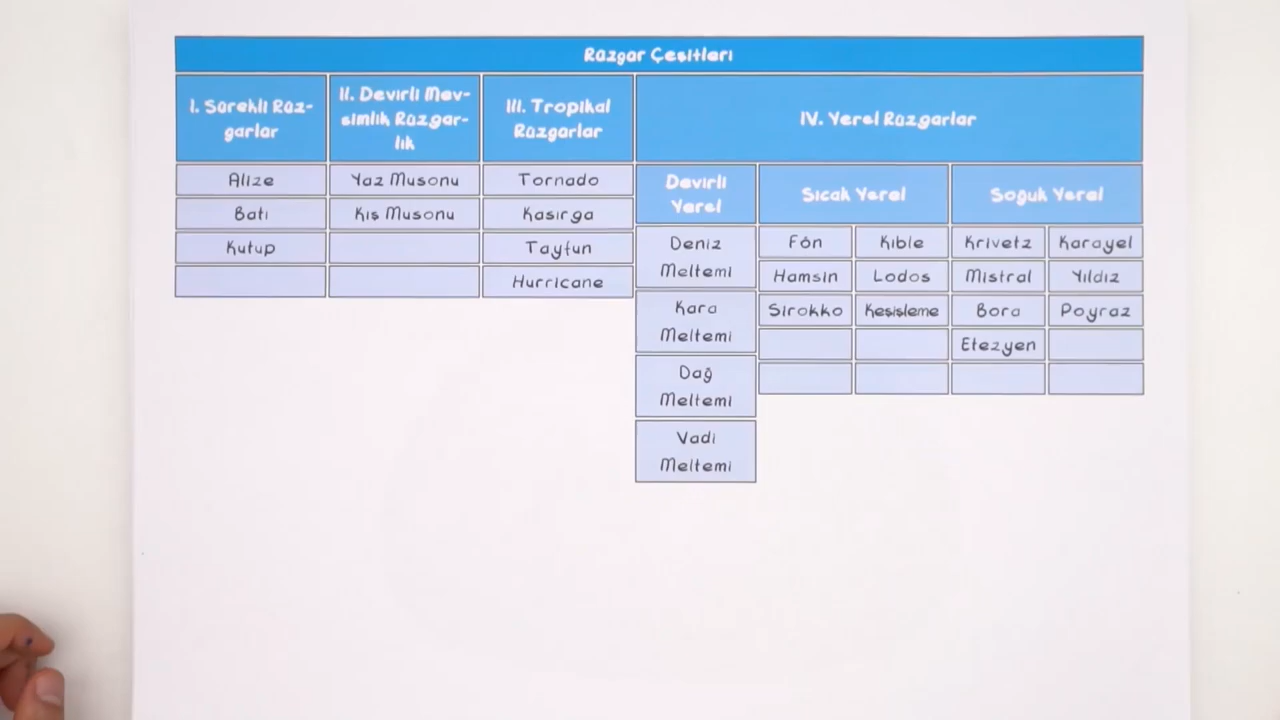 Rüzgar Çeşitleri
I. Sürekli Rüz-
garlar
II. Devirli Mev-
simlik Rüzgar-
lık
III. Tropikal
Rüzgarlar
IV. Yerel Rüzgarlar
Alize
Yaz Musonu
Tornado
Devirli
Yerel
Sıcak Yerel
Soğuk Yerel
Batı
Kış Musonu
Kasırga
Kutup
Tayfun
Hurricane
Deniz
Meltemi
Fön
Kıble
Krivetz
Karayel
Hamsin
Lodos
Mistral
Yıldız
Kara
Meltemi
Sirokko
Keşişleme
Bora
Poyraz
Etezyen
Dağ
Meltemi
Vadi
Meltemi